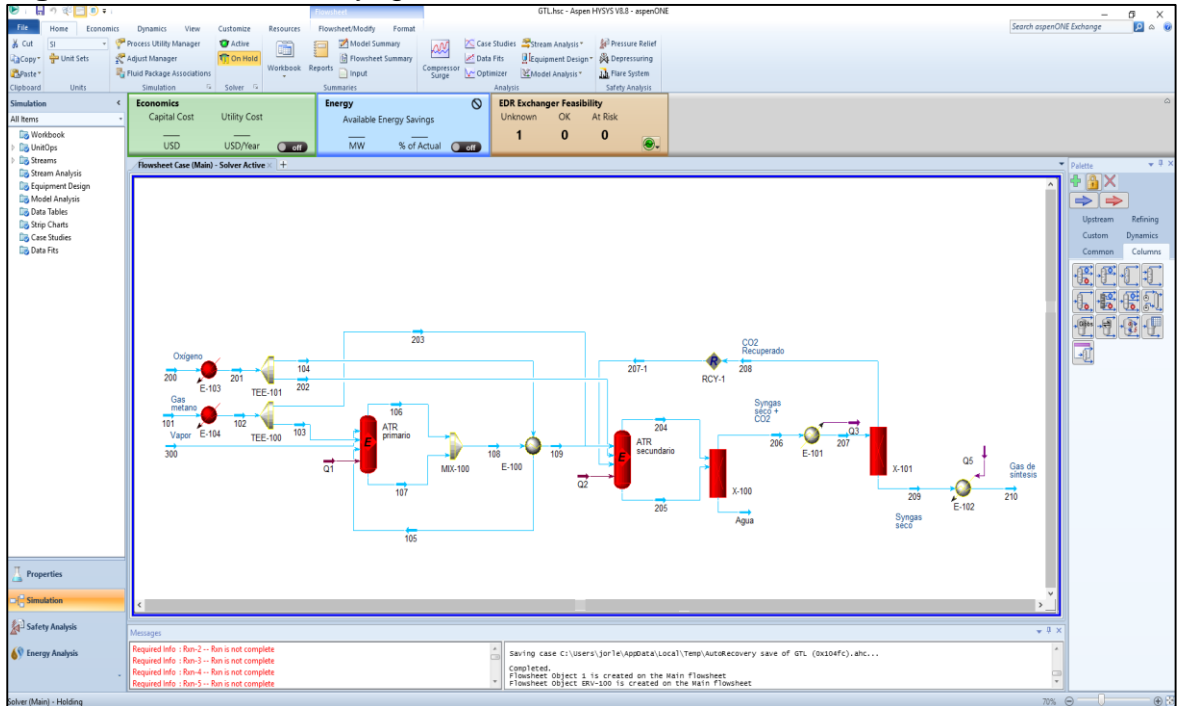 GTL.hsc - Aspen HYSYS V8.8 - aspenONE
Flowsheet
File Home Economics Dynamics View Customize Resources Flowsheet/Modify Format
Search aspenONE Exchange
Cut SI Process Utility Manager Active Model Summary Case Studies Stream Analysis Pressure Relief
Copy Unit Sets Adjust Manager On Hold Workbook Reports Flowsheet Summary Compressor Surge Data Fits Equipment Design Depressuring
Paste Fluid Package Associations Input Optimizer Model Analysis Flare System
Clipboard Units Simulation Solver Summaries Analysis Safety Analysis
Simulation
All Items
Workbook
UnitOps
Streams
Stream Analysis
Equipment Design
Model Analysis
Data Tables
Strip Charts
Case Studies
Data Fits
Properties
Simulation
Safety Analysis
Energy Analysis
Economics
Capital Cost Utility Cost
USD USD/Year off
Energy
Available Energy Savings
MW % of Actual off
EDR Exchanger Feasibility
Unknown OK At Risk
1 0 0
Flowsheet Case (Main) - Solver Active
203
Oxigeno
200
E-103
201
TEE-101
104
202
Gas
metano
101
E-104
102
TEE-100
103
Vapor
300
Q1
E
ATR
primario
106
107
MIX-100
108
E-100
109
105
Q2
E
ATR
secundario
204
205
X-100
Agua
207-1
R
RCY-1
CO2
Recuperado
208
Syngas
seco +
CO2
206
E-101
Q3
207
X-101
209
Syngas
seco
Q5
E-102
Gas de
sintesis
210
Palette
Upstream Refining
Custom Dynamics
Common Columns
Messages
Required Info : Rxn-2 -- Rxn is not complete
Required Info : Rxn-3 -- Rxn is not complete
Required Info : Rxn-4 -- Rxn is not complete
Required Info : Rxn-5 -- Rxn is not complete
Saving case C:\Users\jorle\AppData\Local\Temp\AutoRecovery save of GTL (0x104fc).ahc...
Completed.
Flowsheet Object 1 is created on the Main flowsheet
Flowsheet Object ERV-100 is created on the Main flowsheet
Solver (Main) - Holding
70%